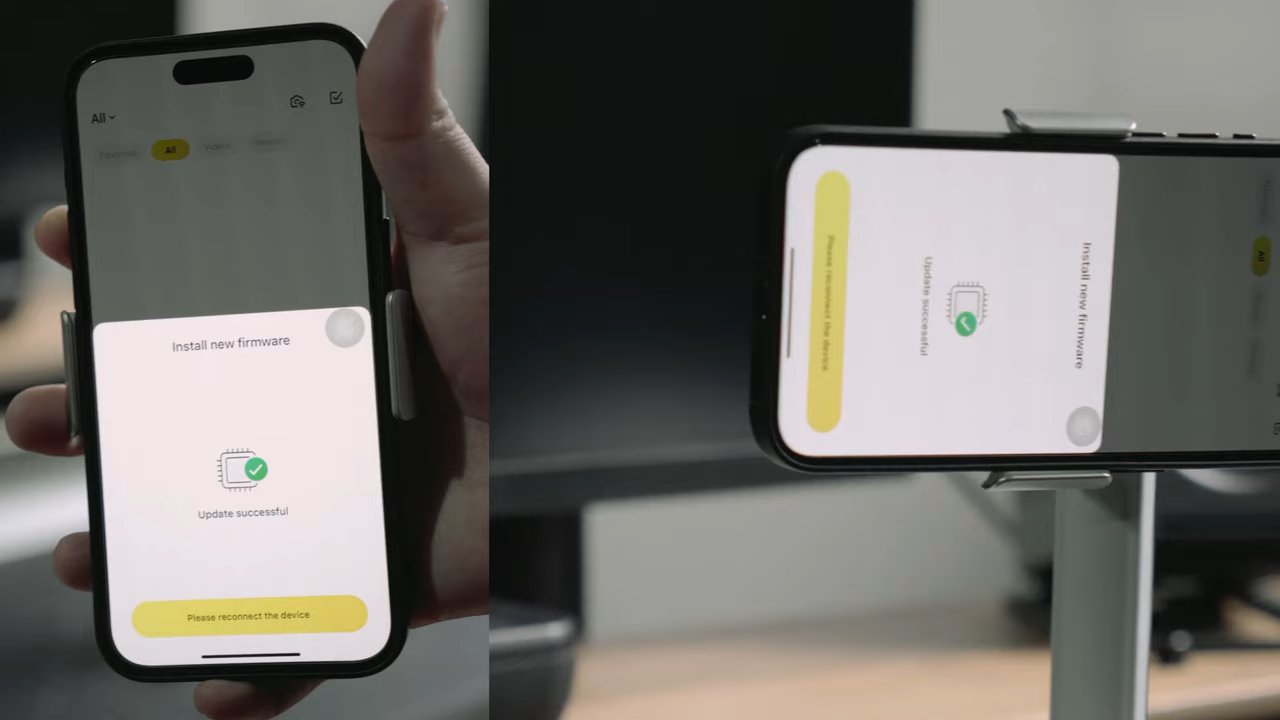 All
All
Install new firmware
Update successful
Please reconnect the device
All
Install new firmware
Update successful
Please reconnect the device